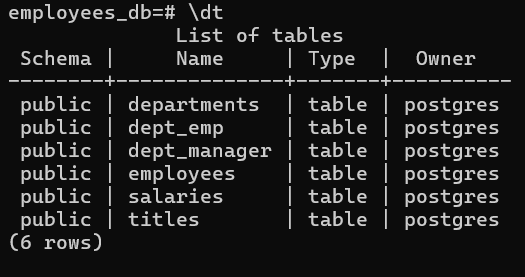 employees_db=# \dt
List of tables
Schema | Name | Type | Owner
--------+--------------+-------+----------
public | departments | table | postgres
public | dept_emp | table | postgres
public | dept_manager | table | postgres
public | employees | table | postgres
public | salaries | table | postgres
public | titles | table | postgres
(6 rows)